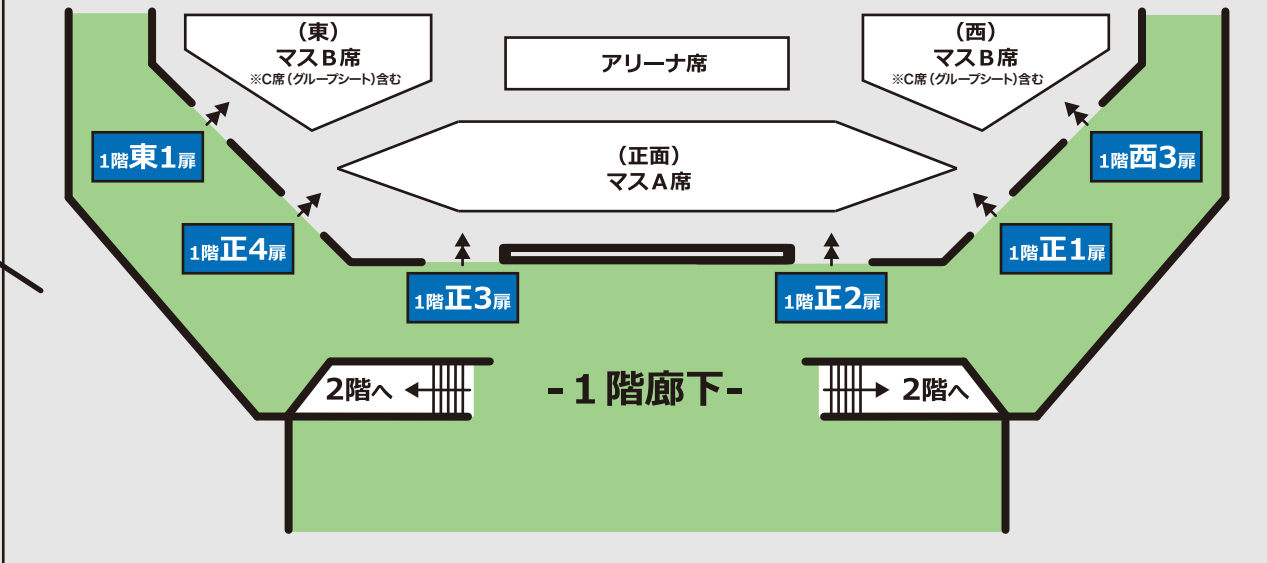 (東)
マスB席
※C席(グループシート)含む
アリーナ席
(西)
マスB席
※C席(グループシート)含む
(正面)
マスA席
1階東1扉
1階西3扉
1階正4扉
1階正1扉
1階正3扉
1階正2扉
2階へ
-1階廊下-
2階へ